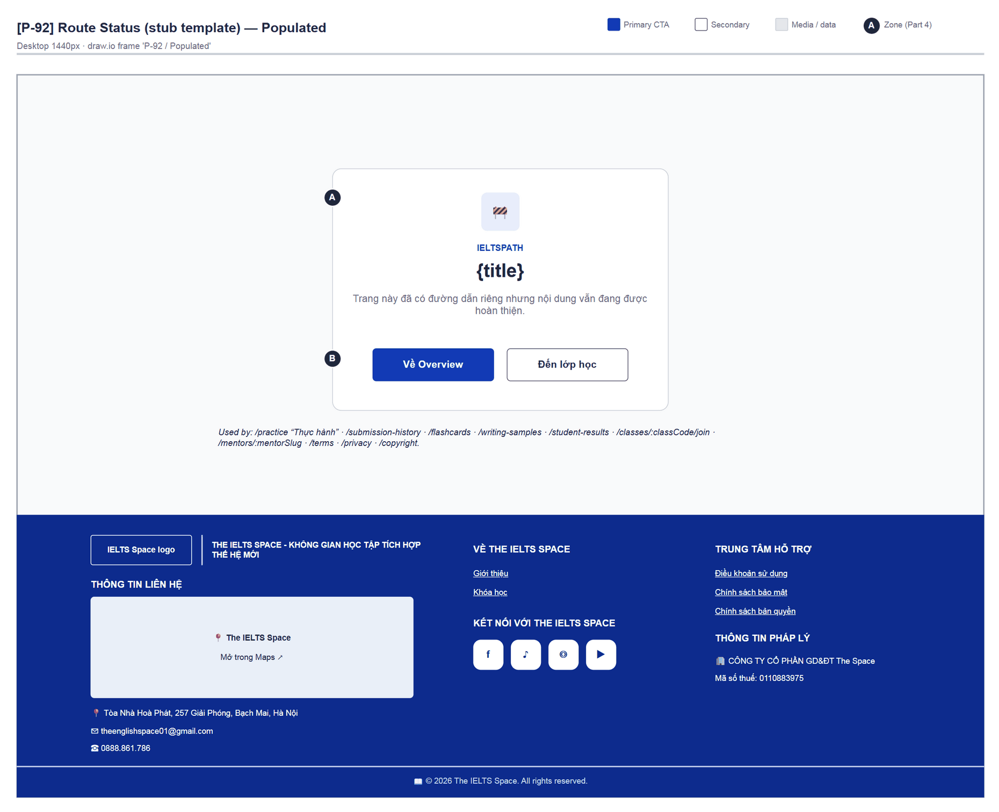 [P-92] Route Status (stub template) — Populated
Desktop 1440px · draw.io frame 'P-92 / Populated'
Primary CTA
Secondary
Media / data
A
Zone (Part 4)
A
IELTSPATH
{title}
Trang này đã có đường dẫn riêng nhưng nội dung vẫn đang được
hoàn thiện.
B
Về Overview
Đến lớp học
Used by: /practice “Thực hành” · /submission-history · /flashcards · /writing-samples · /student-results · /classes/:classCode/join ·
/mentors/:mentorSlug · /terms · /privacy · /copyright.
IELTS Space logo
THE IELTS SPACE - KHÔNG GIAN HỌC TẬP TÍCH HỢP
THẾ HỆ MỚI
THÔNG TIN LIÊN HỆ
📍 The IELTS Space
Mở trong Maps ↗
📍 Tòa Nhà Hoà Phát, 257 Giải Phóng, Bạch Mai, Hà Nội
✉ theenglishspace01@gmail.com
☎ 0888.861.786
VỀ THE IELTS SPACE
Giới thiệu
Khóa học
KẾT NỐI VỚI THE IELTS SPACE
f
♪
◎
▶
TRUNG TÂM HỖ TRỢ
Điều khoản sử dụng
Chính sách bảo mật
Chính sách bản quyền
THÔNG TIN PHÁP LÝ
🏢 CÔNG TY CỔ PHẦN GD&ĐT The Space
Mã số thuế: 0110883975
📖 © 2026 The IELTS Space. All rights reserved.